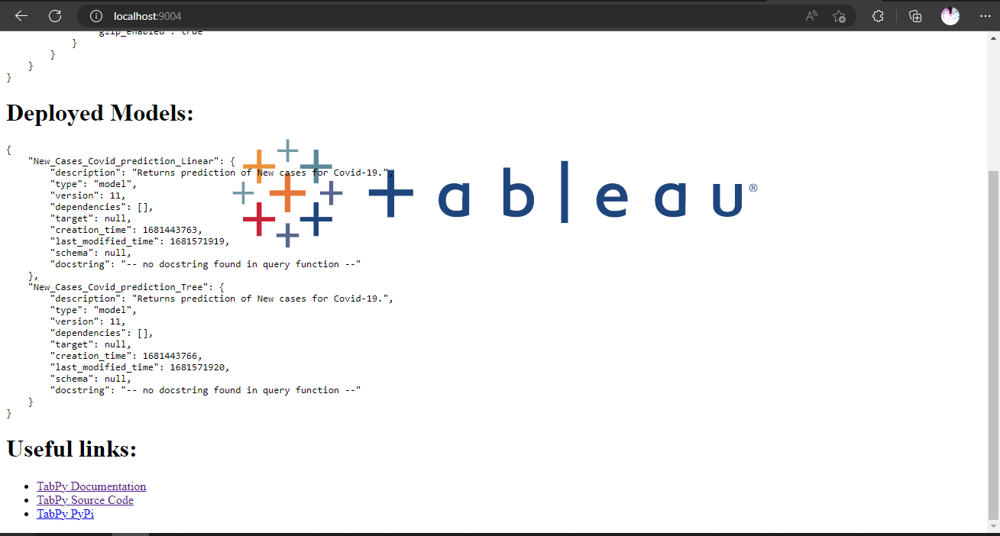 localhost:9004
"gzip_enabled": true
}
}
}
}
Deployed Models:
{
"New_Cases_Covid_prediction_Linear": {
"description": "Returns prediction of New cases for Covid-19.",
"type": "model",
"version": 11,
"dependencies": [],
"target": null,
"creation_time": 1681443763,
"last_modified_time": 1681571919,
"schema": null,
"docstring": "-- no docstring found in query function --"
},
"New_Cases_Covid_prediction_Tree": {
"description": "Returns prediction of New cases for Covid-19.",
"type": "model",
"version": 11,
"dependencies": [],
"target": null,
"creation_time": 1681443766,
"last_modified_time": 1681571920,
"schema": null,
"docstring": "-- no docstring found in query function --"
}
}
+ableau®
Useful links:
TabPy Documentation
TabPy Source Code
TabPy PyPi